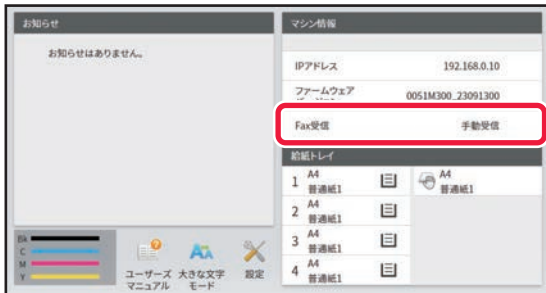 お知らせ
お知らせはありません。
マシン情報
IPアドレス 192.168.0.10
ファームウェア 0051M300_23091300
Fax受信 手動受信
給紙トレイ
1 A4
普通紙1
A4
普通紙1
2 A4
普通紙1
3 A4
普通紙1
4 A4
普通紙1
Bk
C
M
Y
ユーザーズ
マニュアル
大きな文字
モード
設定